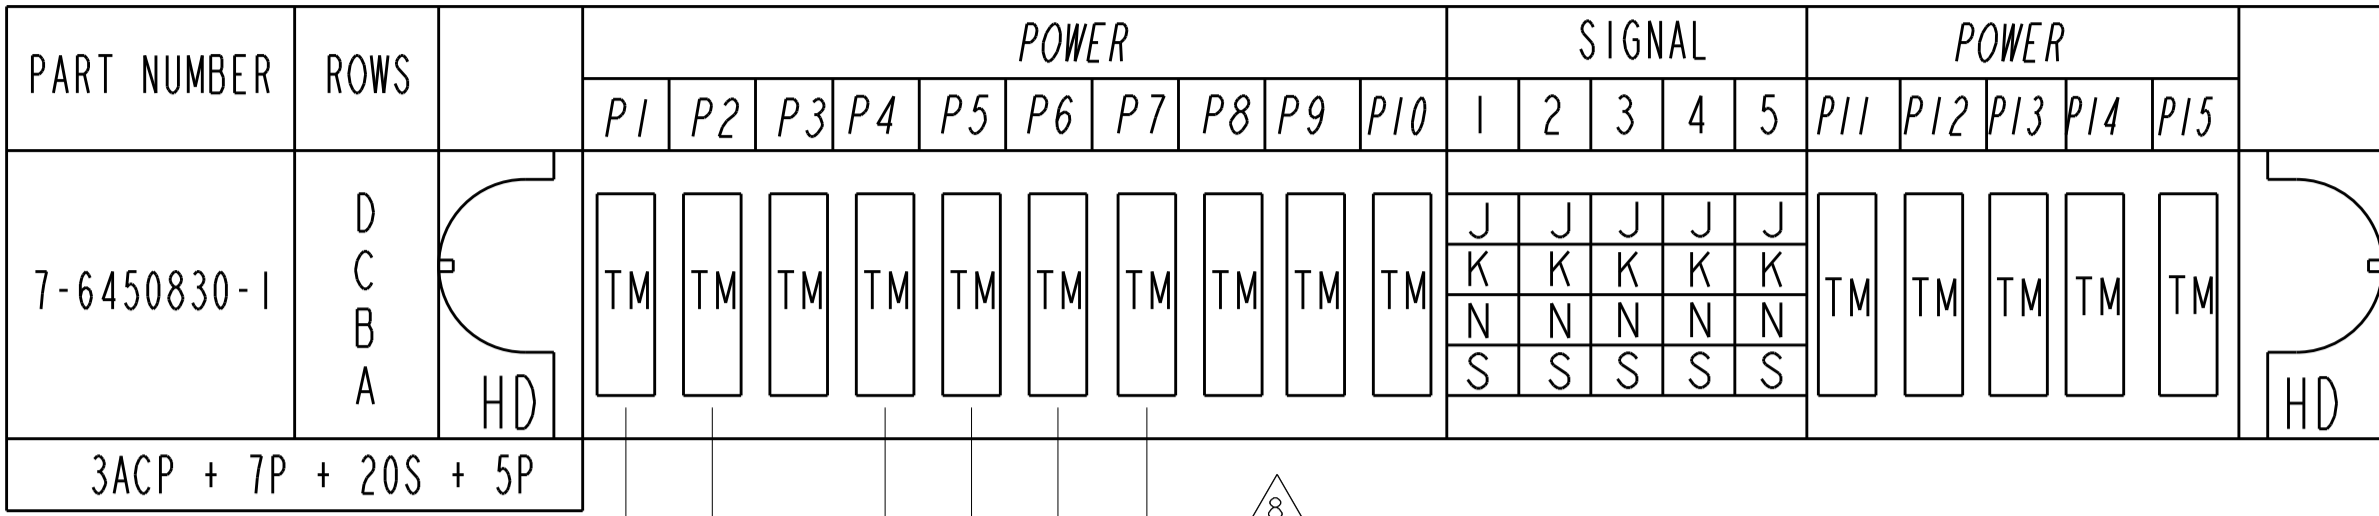 POWER SIGNAL POWER
PART NUMBER ROWS
P1 P2 P3 P4 P5 P6 P7 P8 P9 P10 1 2 3 4 5 P11 P12 P13 P14 P15
D J J J J J
C K K K K K
7-6450830-1 TM TM TM TM TM TM TM TM TM TM TM TM TM TM TM
B N N N N N
A S S S S S
HD HD
3ACP + 7P + 20S + 5P
8